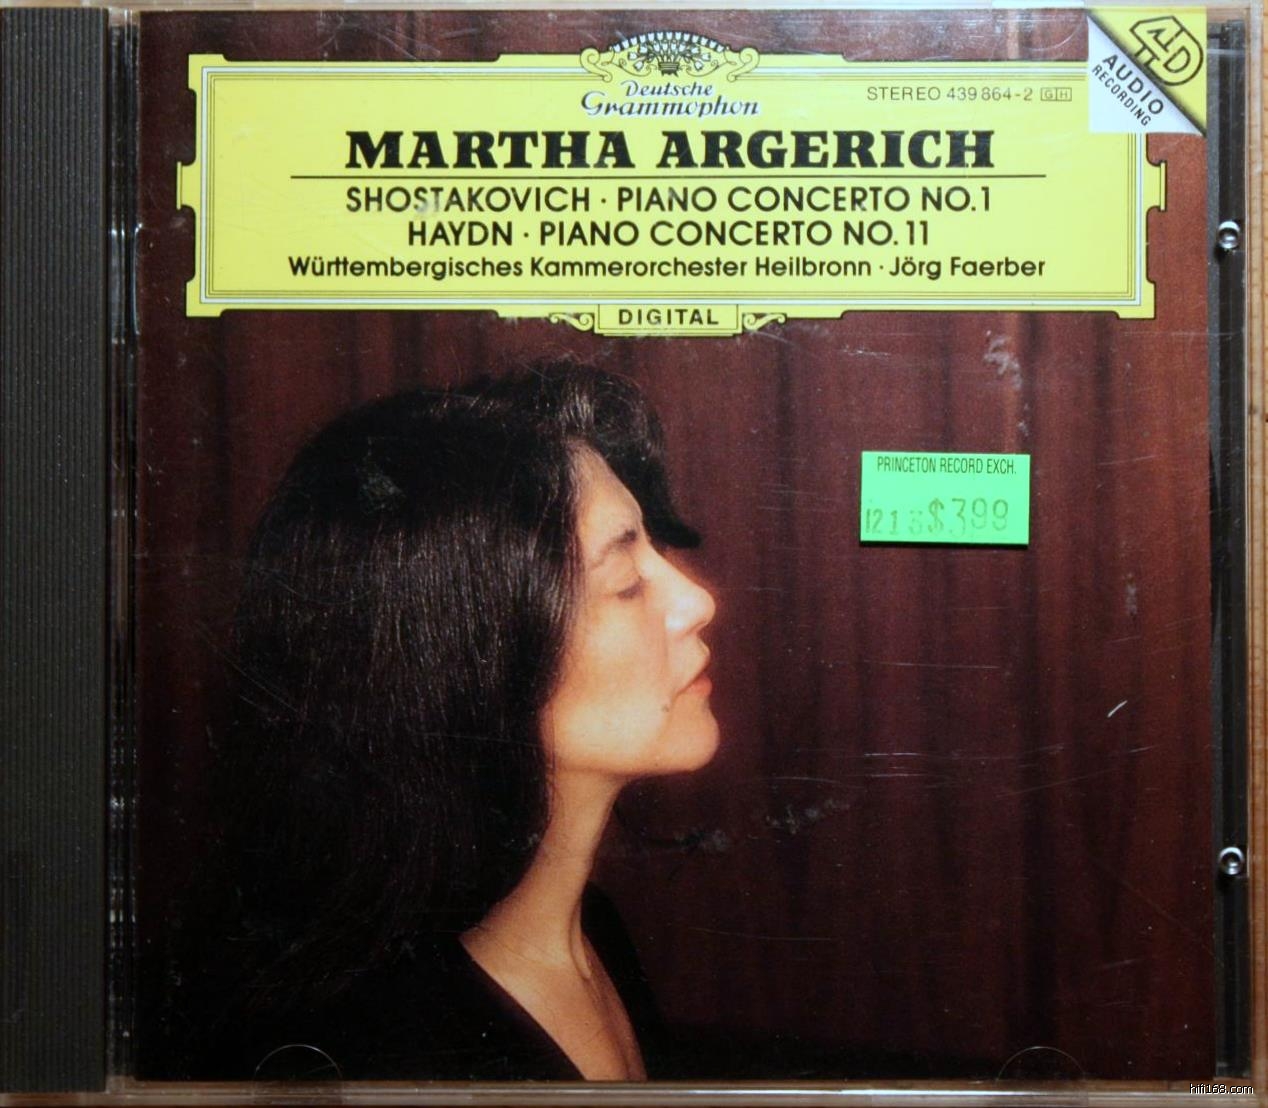 Deutsche
Grammophon
STEREO 439 864-2 GH
4D
AUDIO
RECORDING
MARTHA ARGERICH
SHOSTAKOVICH · PIANO CONCERTO NO. 1
HAYDN · PIANO CONCERTO NO. 11
Württembergisches Kammerorchester Heilbronn · Jörg Faerber
DIGITAL
PRINCETON RECORD EXCH.
$3.99
hifi168.com